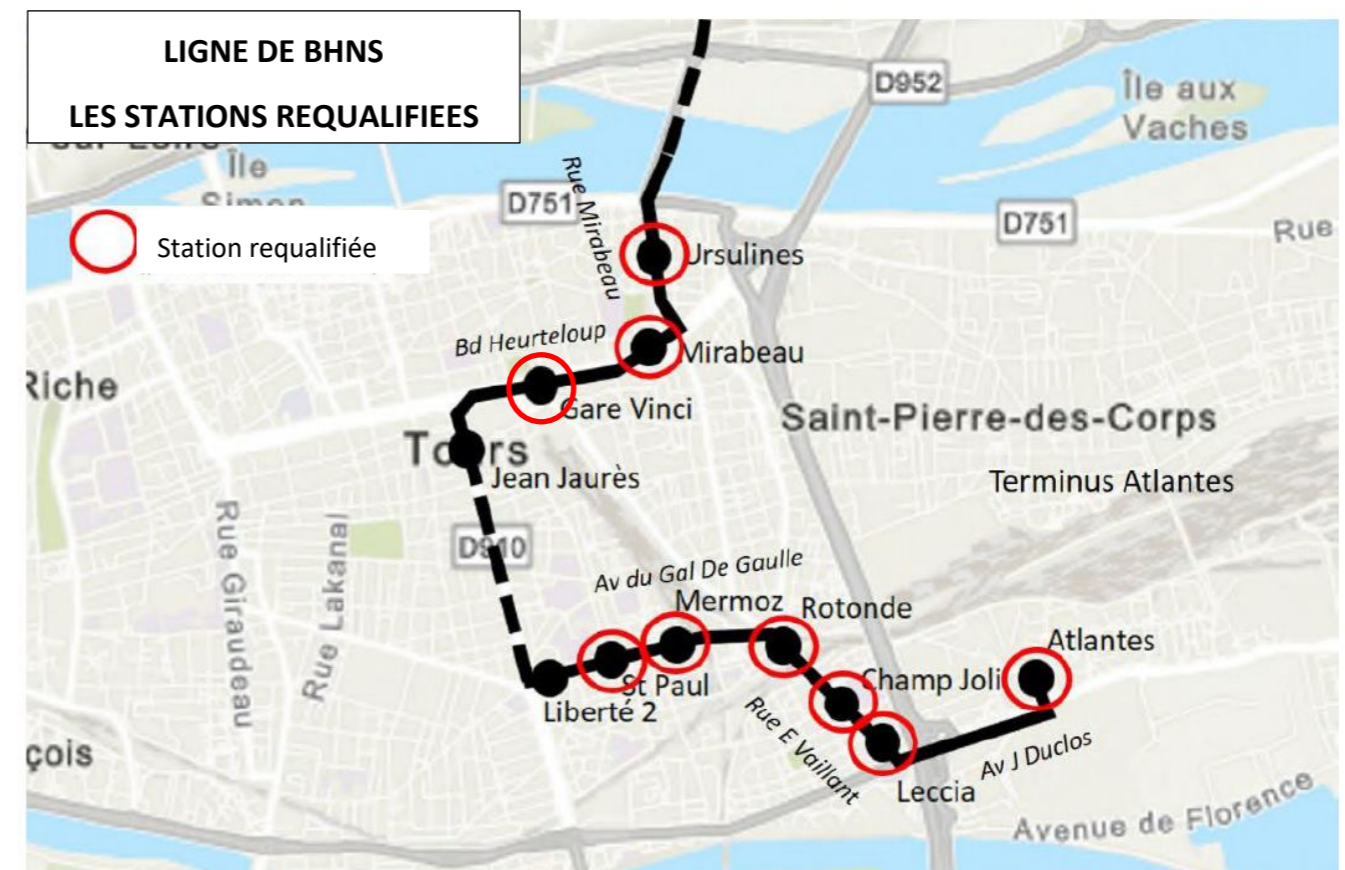 LIGNE DE BHNS
LES STATIONS REQUALIFIEES
Station requalifiée
D952
Île aux
Vaches
Île
D751
Rue Mirabeau
D751
Rue
Ursulines
Bd Heurteloup
Mirabeau
Riche
Gare Vinci
Saint-Pierre-des-Corps
Tours
Jean Jaurès
Terminus Atlantes
Rue Giraudeau
Rue Lakanal
D910
Av du Gal De Gaulle
Mermoz
Rotonde
Atlantes
St Paul
Champ Joli
Liberté 2
Rue E Vaillant
çois
Av J Duclos
Leccia
Avenue de Florence